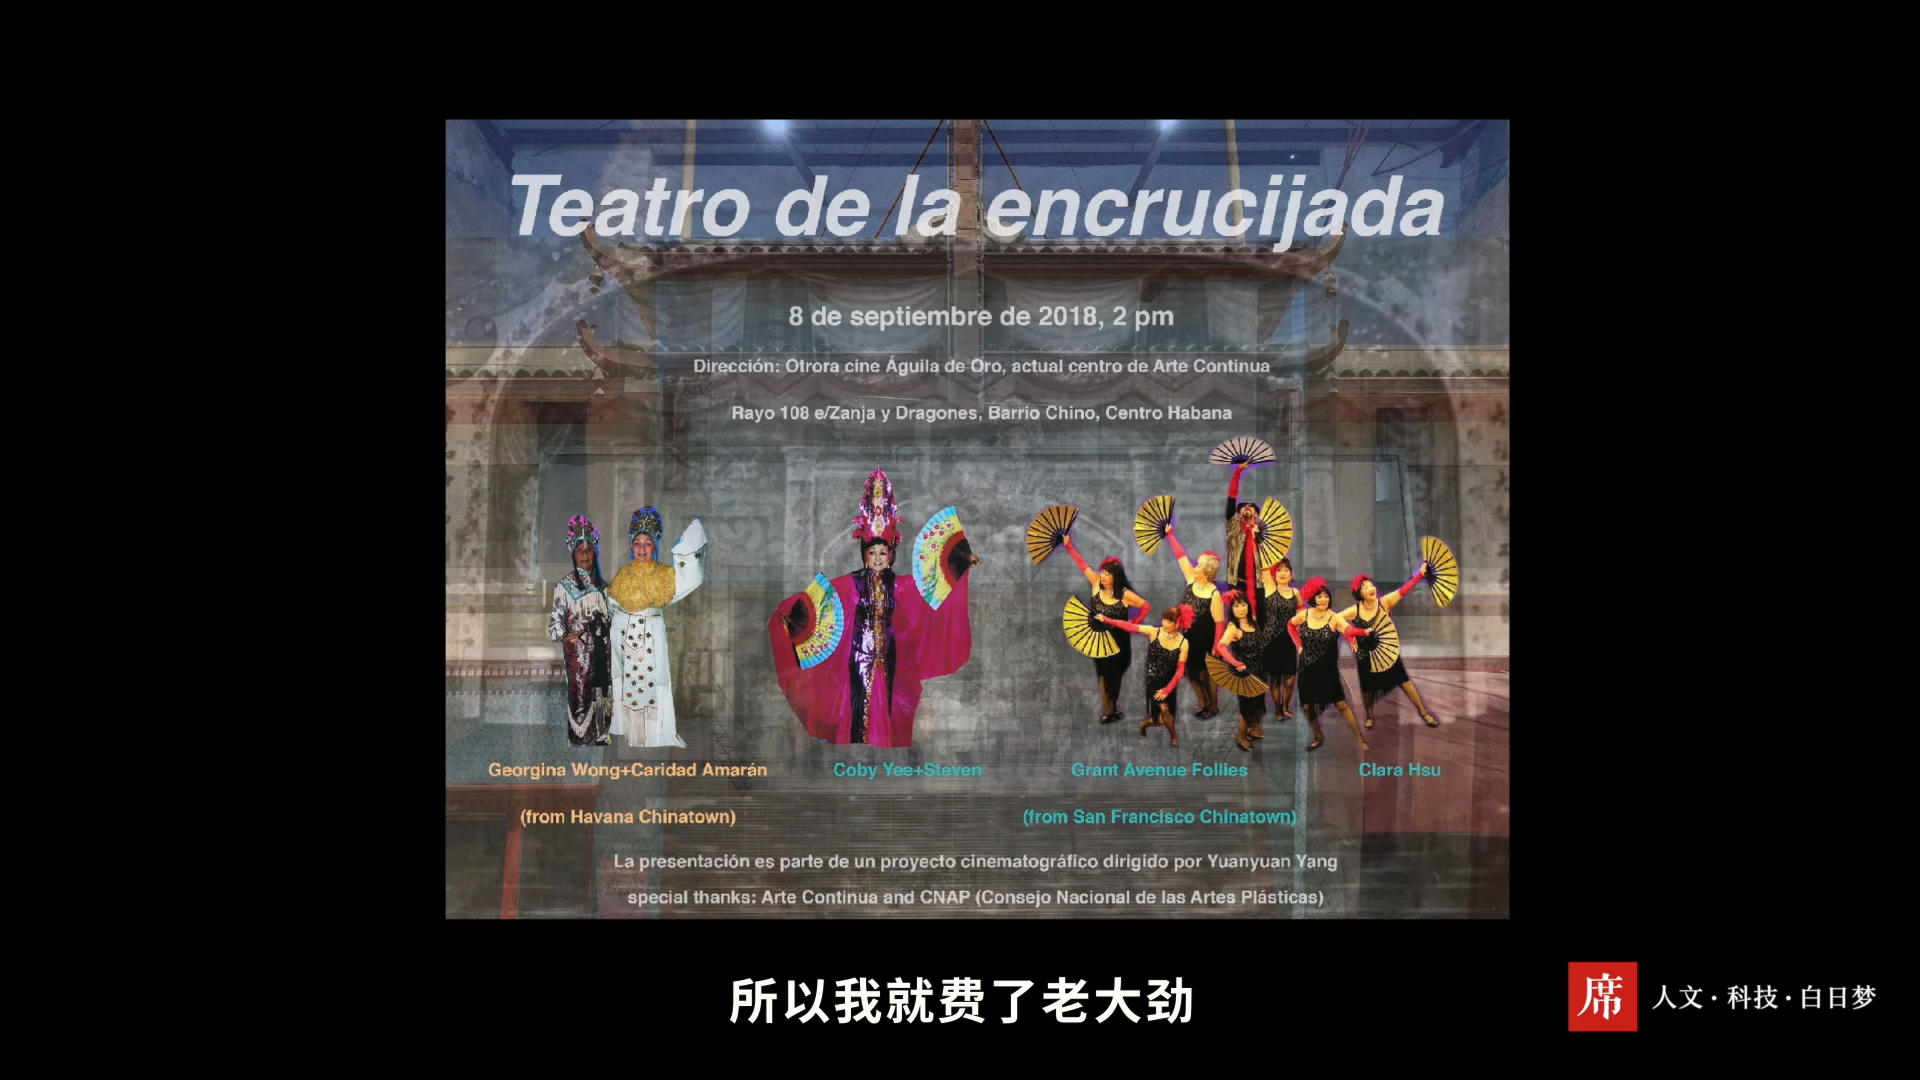 Teatro de la encrucijada
8 de septiembre de 2018, 2 pm
Dirección: Otrora cine Águila de Oro, actual centro de Arte Continua
Rayo 108 e/Zanja y Dragones, Barrio Chino, Centro Habana
Georgina Wong+Caridad Amarán
Coby Yee+Steven
Grant Avenue Follies
Clara Hsu
(from Havana Chinatown)
(from San Francisco Chinatown)
La presentación es parte de un proyecto cinematográfico dirigido por Yuanyuan Yang
special thanks: Arte Continua and CNAP (Consejo Nacional de las Artes Plásticas)
所以我就费了老大劲
席 人文·科技·白日梦